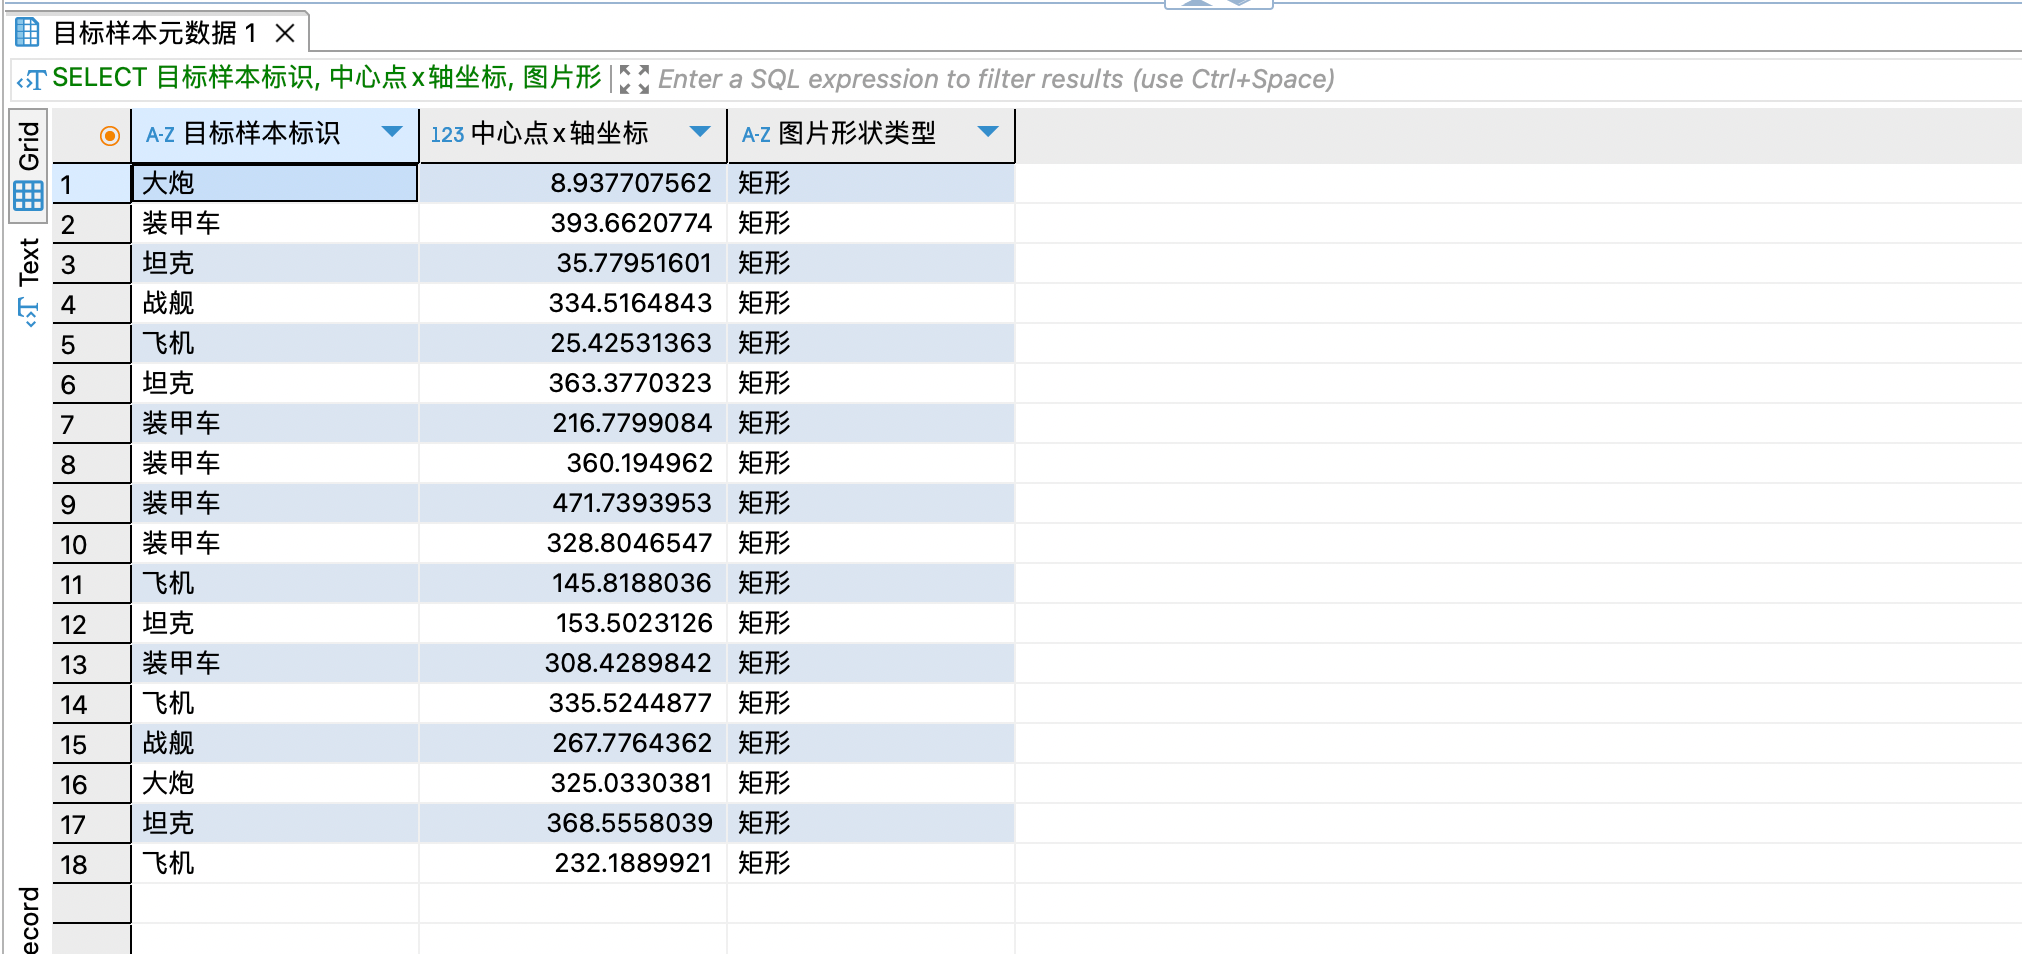 目标样本元数据 1
SELECT 目标样本标识, 中心点x轴坐标, 图片形 Enter a SQL expression to filter results (use Ctrl+Space)
Grid
Text
A-Z 目标样本标识 123 中心点x轴坐标 A-Z 图片形状类型
1 大炮 8.937707562 矩形
2 装甲车 393.6620774 矩形
3 坦克 35.77951601 矩形
4 战舰 334.5164843 矩形
5 飞机 25.42531363 矩形
6 坦克 363.3770323 矩形
7 装甲车 216.7799084 矩形
8 装甲车 360.194962 矩形
9 装甲车 471.7393953 矩形
10 装甲车 328.8046547 矩形
11 飞机 145.8188036 矩形
12 坦克 153.5023126 矩形
13 装甲车 308.4289842 矩形
14 飞机 335.5244877 矩形
15 战舰 267.7764362 矩形
16 大炮 325.0330381 矩形
17 坦克 368.5558039 矩形
18 飞机 232.1889921 矩形
ecord